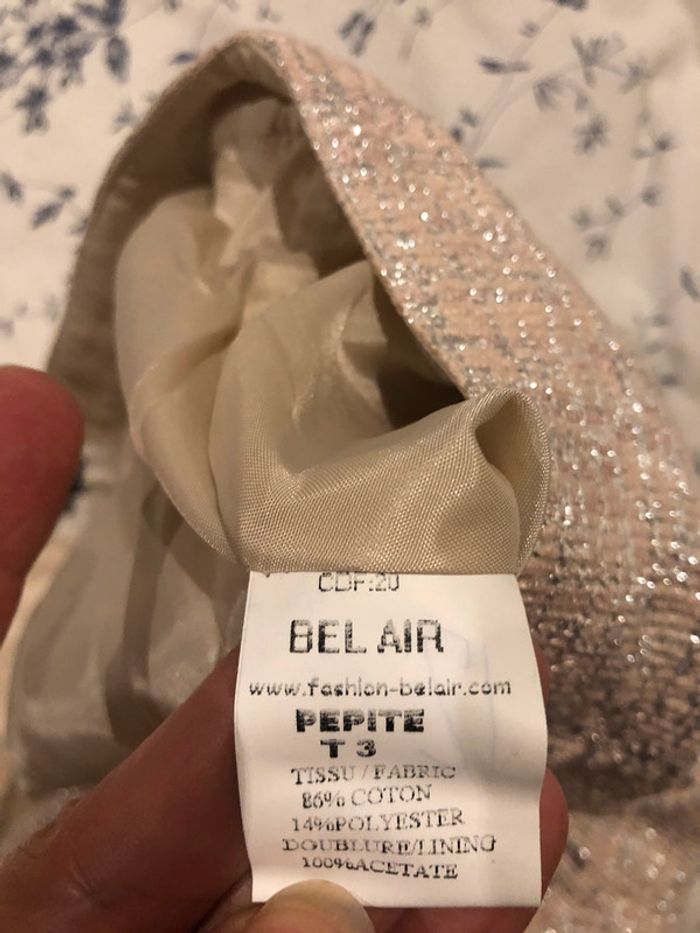 CDF:20
BEL AIR
www.fashion-belair.com
PEPITE
T 3
TISSU / FABRIC
86% COTON
14%POLYESTER
DOUBLURE/LINING
100%ACETATE